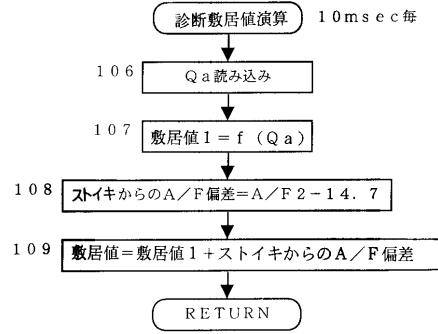 診断敷居値演算 10msec毎
106
Qa読み込み
107
敷居値1=f(Qa)
108
ストイキからのA/F偏差=A/F2-14.7
109
敷居値=敷居値1+ストイキからのA/F偏差
RETURN